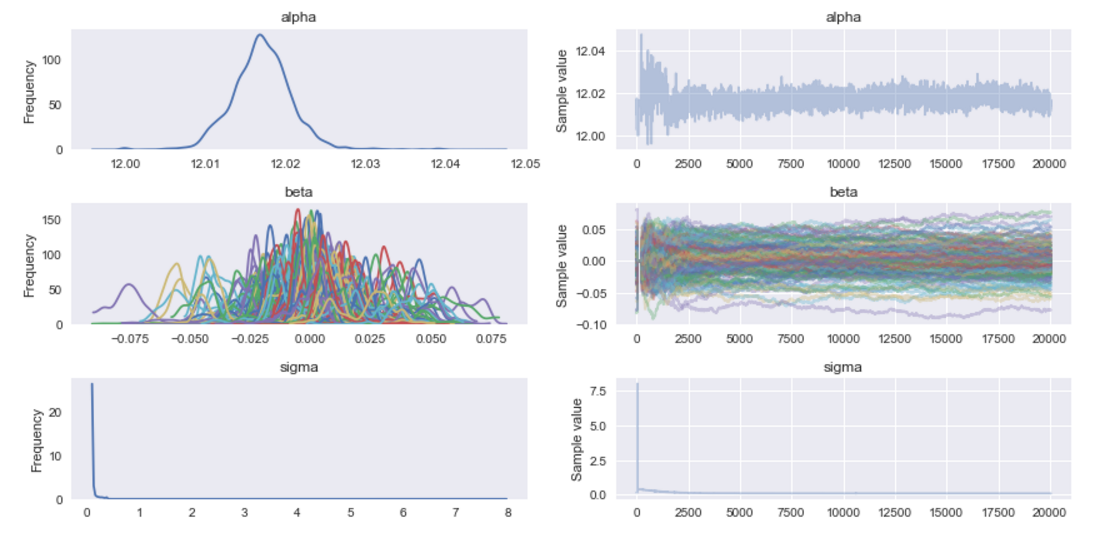 alpha
Frequency
100
50
0
12.00 12.01 12.02 12.03 12.04 12.05
alpha
Sample value
12.04
12.02
12.00
0 2500 5000 7500 10000 12500 15000 17500 20000
beta
Frequency
150
100
50
0
−0.075 −0.050 −0.025 0.000 0.025 0.050 0.075
beta
Sample value
0.05
0.00
−0.05
−0.10
0 2500 5000 7500 10000 12500 15000 17500 20000
sigma
Frequency
20
10
0
0 1 2 3 4 5 6 7 8
sigma
Sample value
7.5
5.0
2.5
0.0
0 2500 5000 7500 10000 12500 15000 17500 20000